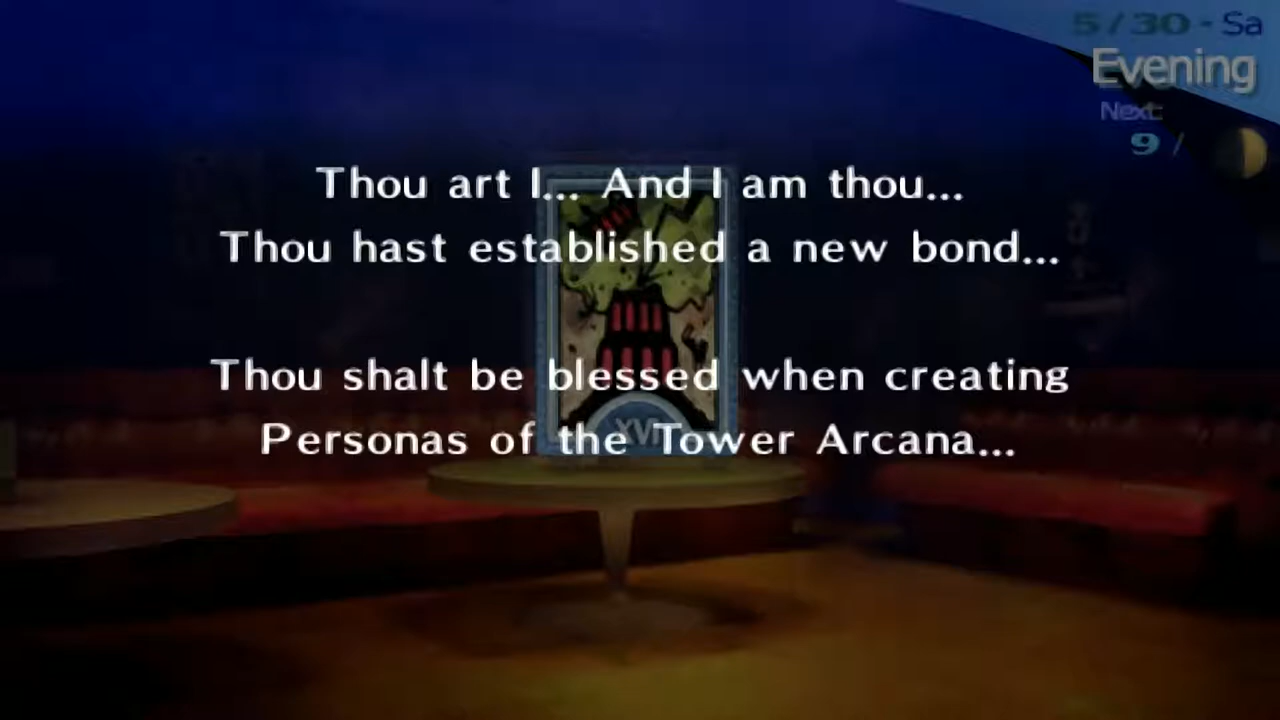 5/30 - Sa
Evening
Next:
9 /
Thou art I... And I am thou...
Thou hast established a new bond...
Thou shalt be blessed when creating
Personas of the Tower Arcana...
XVI